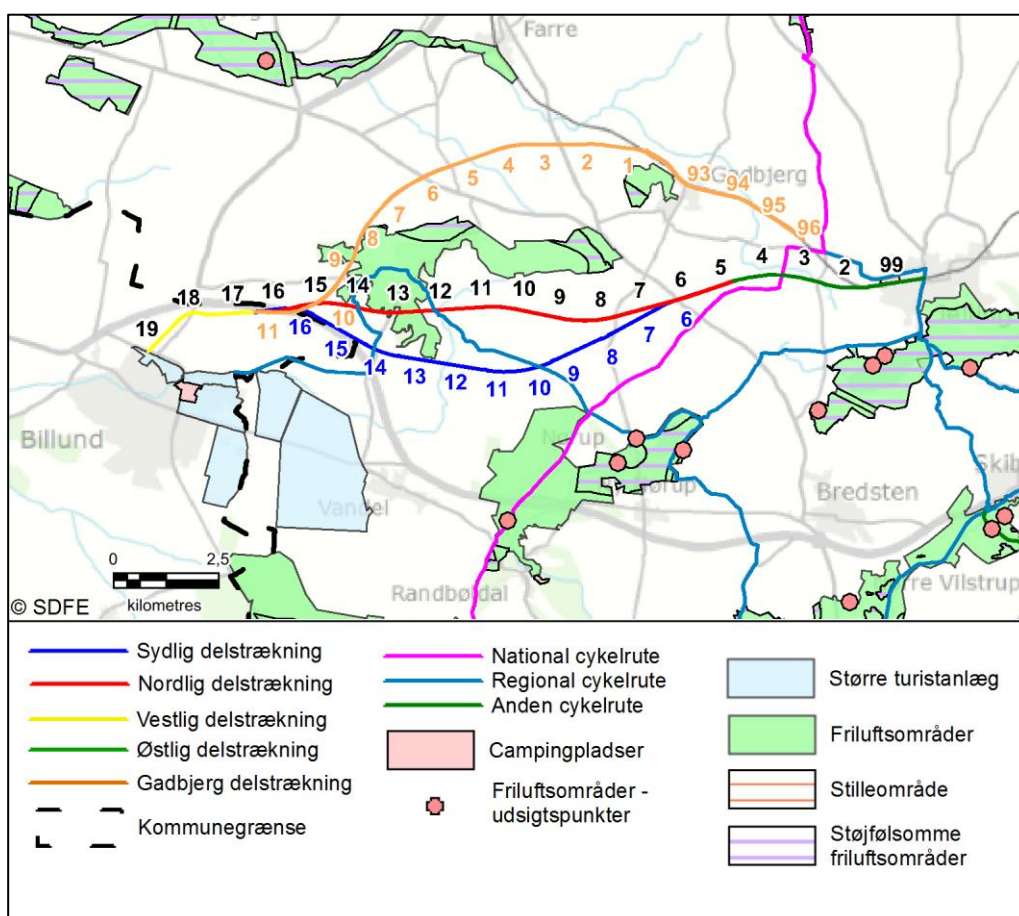 Farre
Gadbjerg
1
2
3
4
5
6
7
8
9
10
11
93
94
95
96
99
2
3
4
5
6
7
8
9
10
11
12
13
14
15
16
17
18
19
6
7
8
9
10
11
12
13
14
15
16
Billund
Vandel
Randbøldal
Bredsten
0
2,5
kilometres
© SDFE
Sydlig delstrækning
Nordlig delstrækning
Vestlig delstrækning
Østlig delstrækning
Gadbjerg delstrækning
Kommunegrænse
National cykelrute
Regional cykelrute
Anden cykelrute
Campingpladser
Friluftsområder -
udsigtspunkter
Større turistanlæg
Friluftsområder
Stilleområde
Støjfølsomme
friluftsområder